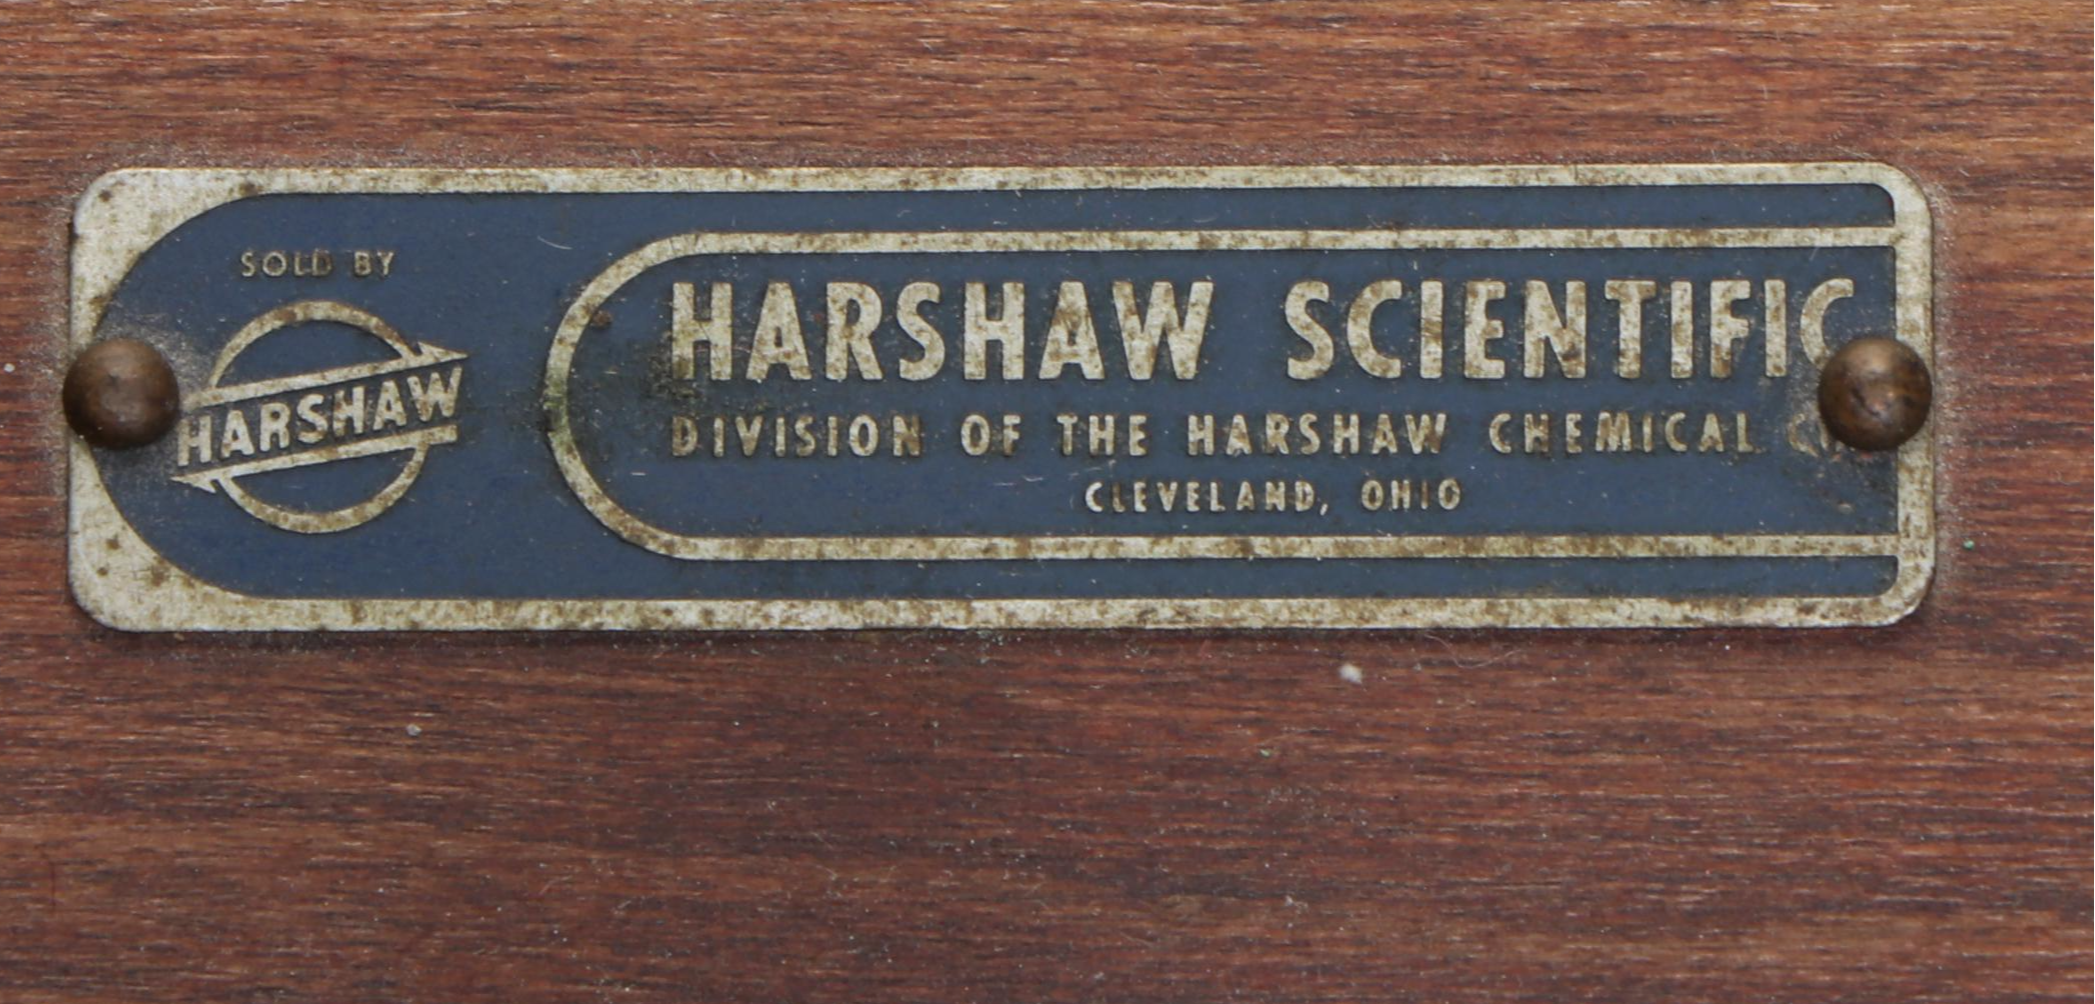 SOLD BY
HARSHAW
HARSHAW SCIENTIFIC
DIVISION OF THE HARSHAW CHEMICAL
CLEVELAND, OHIO